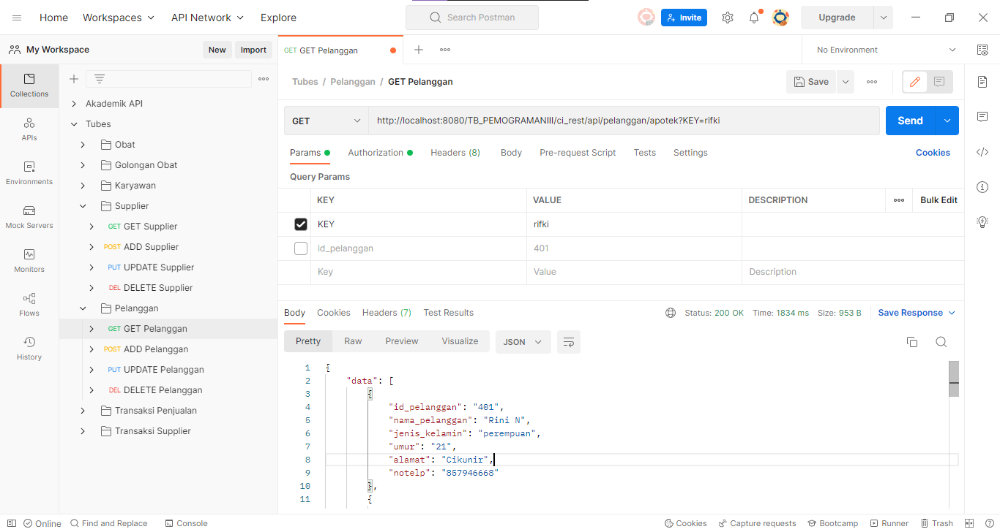 Home Workspaces API Network Explore Search Postman Invite Upgrade
My Workspace New Import GET GET Pelanggan No Environment
Collections
APIs
Environments
Mock Servers
Monitors
Flows
History
Akademik API
Tubes
Obat
Golongan Obat
Karyawan
Supplier
GET GET Supplier
POST ADD Supplier
PUT UPDATE Supplier
DEL DELETE Supplier
Pelanggan
GET GET Pelanggan
POST ADD Pelanggan
PUT UPDATE Pelanggan
DEL DELETE Pelanggan
Transaksi Penjualan
Transaksi Supplier
Tubes / Pelanggan / GET Pelanggan Save
GET http://localhost:8080/TB_PEMOGRAMANIII/ci_rest/api/pelanggan/apotek?KEY=rifki Send
Params Authorization Headers (8) Body Pre-request Script Tests Settings Cookies
Query Params
KEY VALUE DESCRIPTION Bulk Edit
KEY rifki
id_pelanggan 401
Key Value Description
Body Cookies Headers (7) Test Results Status: 200 OK Time: 1834 ms Size: 953 B Save Response
Pretty Raw Preview Visualize JSON
1 {
2 "data": [
3 {
4 "id_pelanggan": "401",
5 "nama_pelanggan": "Rini N",
6 "jenis_kelamin": "perempuan",
7 "umur": "21",
8 "alamat": "Cikunir",
9 "notelp": "857946668"
10 },
11 {
Online Find and Replace Console Cookies Capture requests Bootcamp Runner Trash